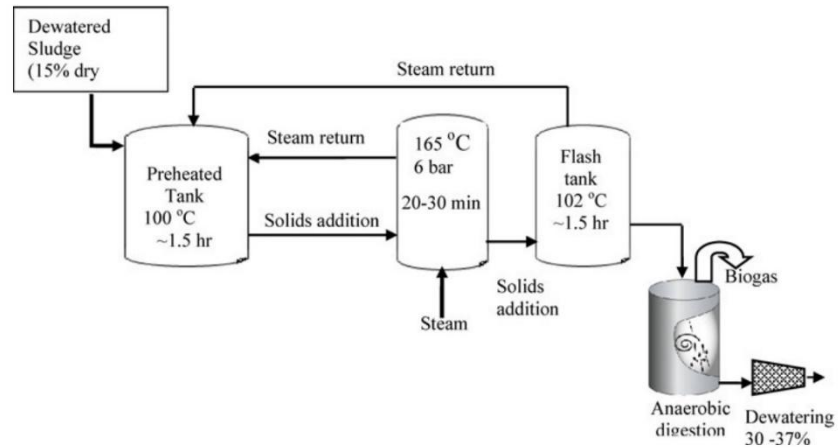 Dewatered
Sludge
(15% dry
Steam return
Steam return
Preheated
Tank
100 °C
~1.5 hr
Solids addition
165 °C
6 bar
20-30 min
Steam
Solids
addition
Flash
tank
102 °C
~1.5 hr
Biogas
Anaerobic
digestion
Dewatering
30 -37%